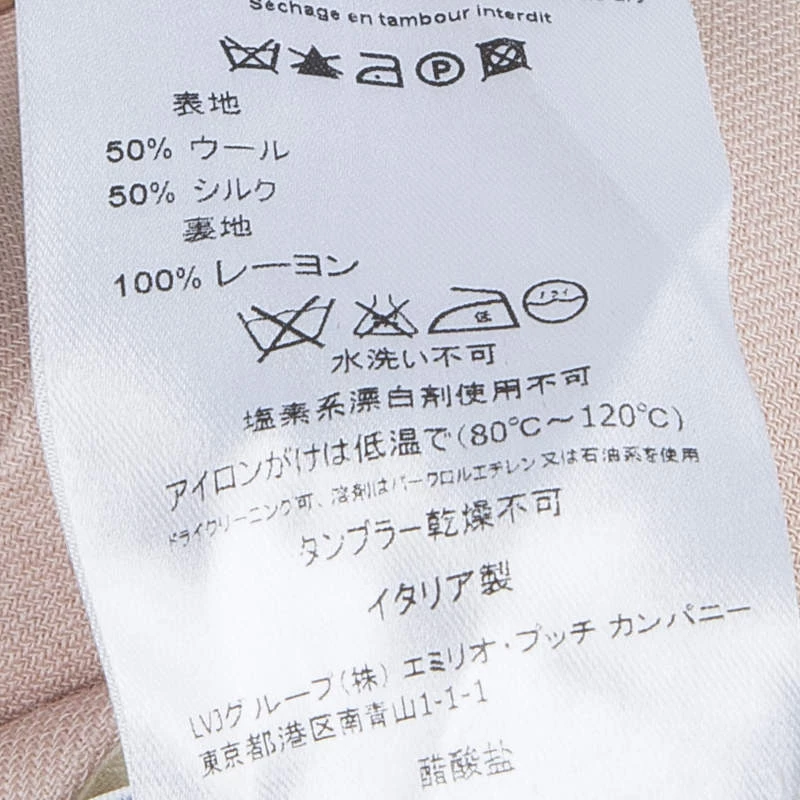 Séchage en tambour interdit
P
表地
50% ウール
50% シルク
裏地
100% レーヨン
低
ドライ
水洗い不可
塩素系漂白剤使用不可
アイロンがけは低温で(80℃～120℃)
ドライクリーニング可、溶剤はパークロルエチレン又は石油系を使用
タンブラー乾燥不可
イタリア製
LVJグループ(株) エミリオ・プッチ カンパニー
東京都港区南青山1-1-1
醋酸盐